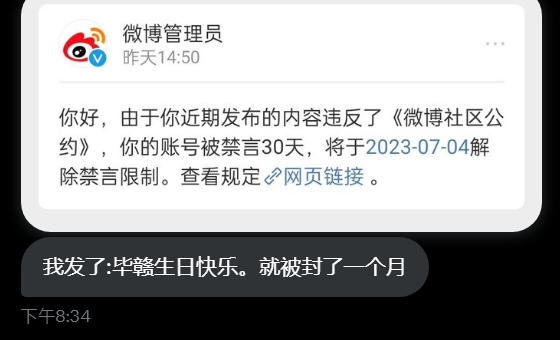 微博管理员
昨天14:50
你好，由于你近期发布的内容违反了《微博社区公
约》，你的账号被禁言30天，将于2023-07-04解
除禁言限制。查看规定网页链接 。
我发了:毕赣生日快乐。就被封了一个月
下午8:34